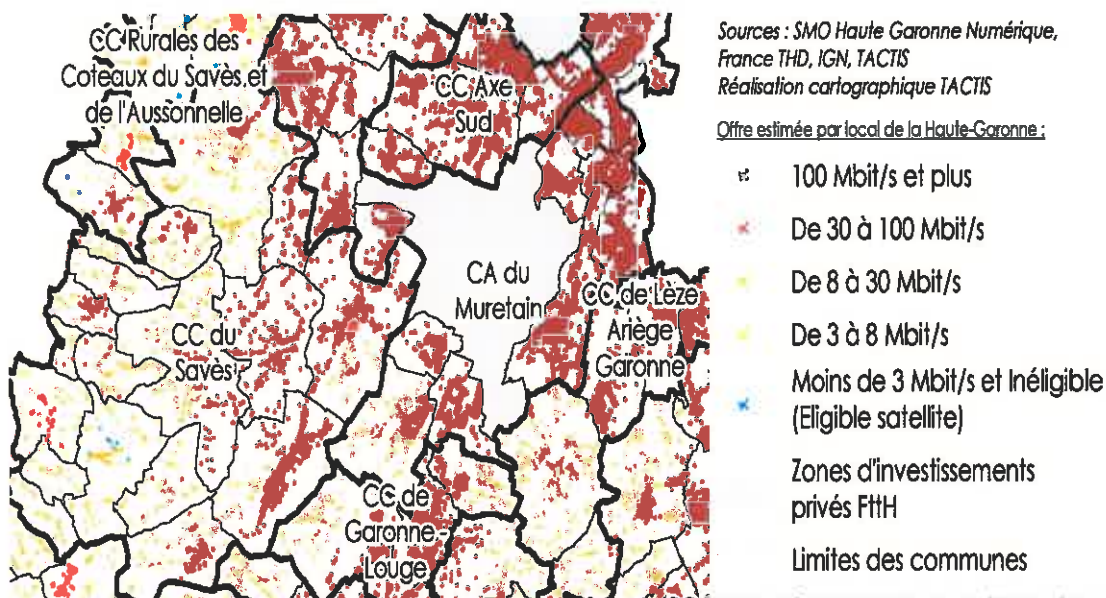 CC Rurales des
Coteaux du Savès et
de l'Aussonnelle
CC Axe
Sud
CA du
Muretain
CC de Lèze
Ariège
Garonne
CC du
Savès
CC de
Garonne -
Louge
Sources : SMO Haute Garonne Numérique,
France THD, IGN, TACTIS
Réalisation cartographique TACTIS
Offre estimée par local de la Haute-Garonne :
100 Mbit/s et plus
De 30 à 100 Mbit/s
De 8 à 30 Mbit/s
De 3 à 8 Mbit/s
Moins de 3 Mbit/s et Inéligible
(Eligible satellite)
Zones d'investissements
privés FttH
Limites des communes